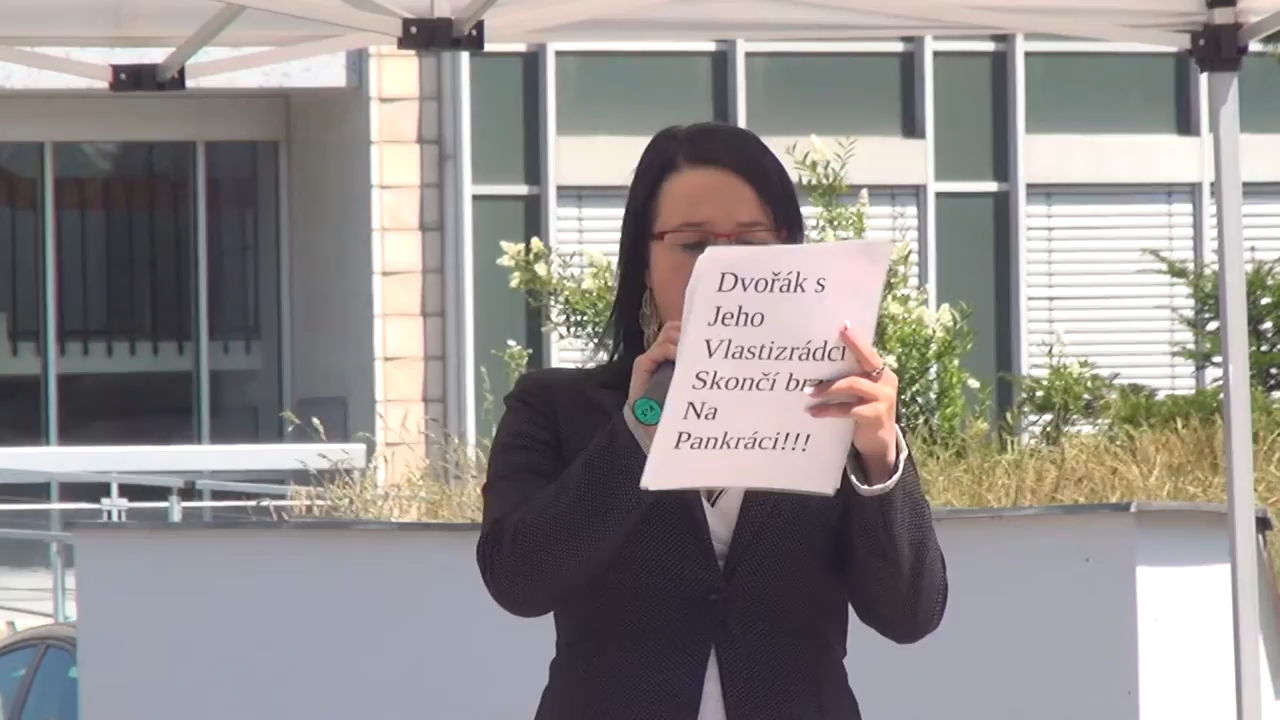 Dvořák s
Jeho
Vlastizrádci
Skončí
Na
Pankráci!!!